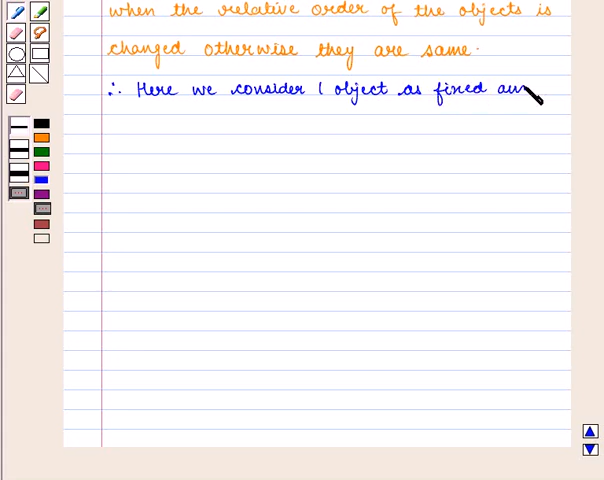 when the relative order of the objects is
changed otherwise they are same.
∴ Here we consider 1 object as fixed